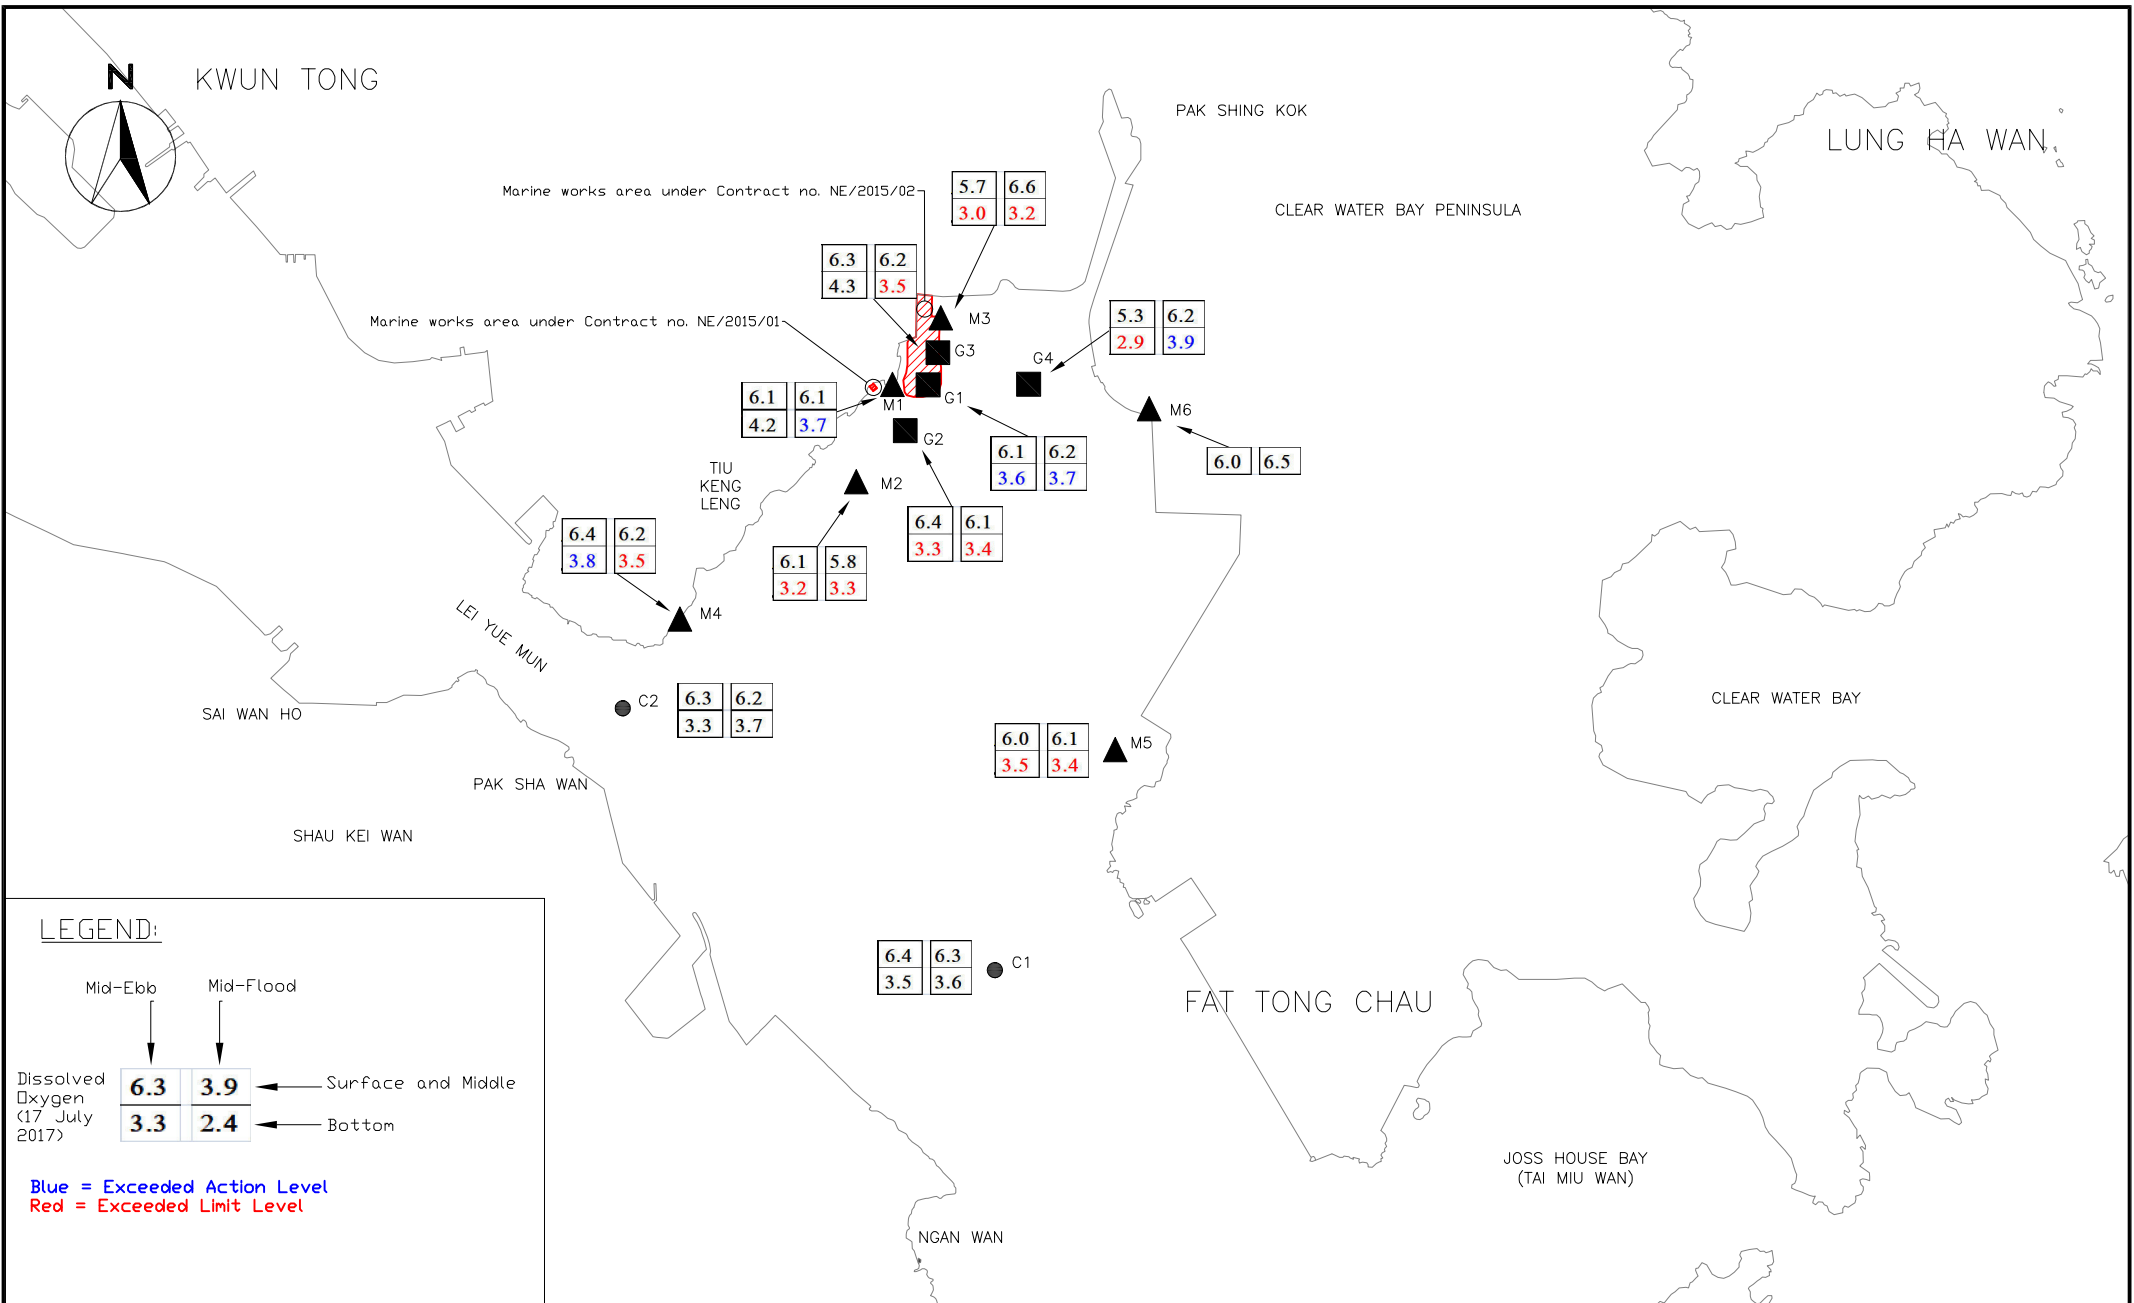 N
KWUN TONG
PAK SHING KOK
LUNG HA WAN
Marine works area under Contract no. NE/2015/02
5.7 6.6
3.0 3.2
CLEAR WATER BAY PENINSULA
6.3 6.2
4.3 3.5
Marine works area under Contract no. NE/2015/01
M3
5.3 6.2
2.9 3.9
G3
G4
6.1 6.1
4.2 3.7
M1
G1
M6
G2
6.1 6.2
3.6 3.7
6.0 6.5
TIU
KENG
LENG
M2
6.4 6.1
3.3 3.4
6.4 6.2
3.8 3.5
6.1 5.8
3.2 3.3
M4
LEI YUE MUN
C2
6.3 6.2
3.3 3.7
CLEAR WATER BAY
SAI WAN HO
6.0 6.1
3.5 3.4
M5
PAK SHA WAN
SHAU KEI WAN
6.4 6.3
3.5 3.6
C1
FAT TONG CHAU
LEGEND:
Mid-Ebb
Mid-Flood
Dissolved
Oxygen
(17 July
2017)
6.3 3.9
3.3 2.4
Surface and Middle
Bottom
Blue = Exceeded Action Level
Red = Exceeded Limit Level
JOSS HOUSE BAY
(TAI MIU WAN)
NGAN WAN